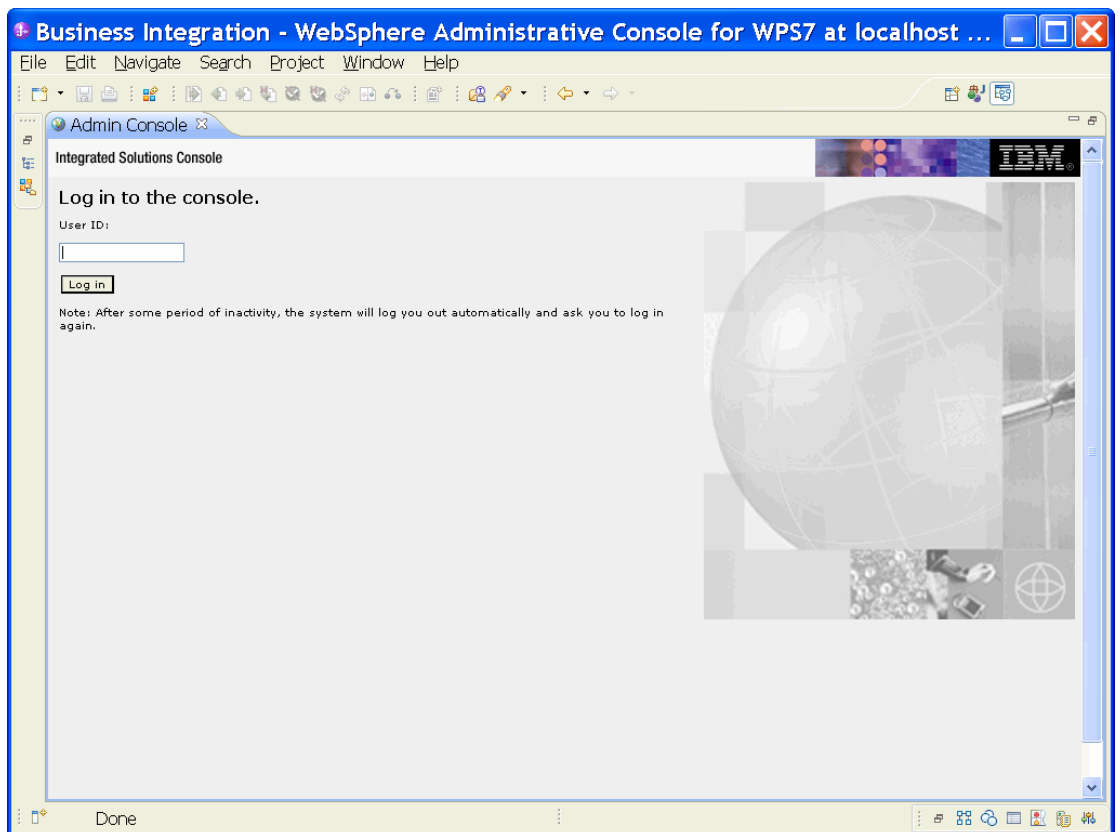 Business Integration - WebSphere Administrative Console for WPS7 at localhost ...
File Edit Navigate Search Project Window Help
Admin Console
Integrated Solutions Console
IBM®
Log in to the console.
User ID:
Log in
Note: After some period of inactivity, the system will log you out automatically and ask you to log in
again.
Done